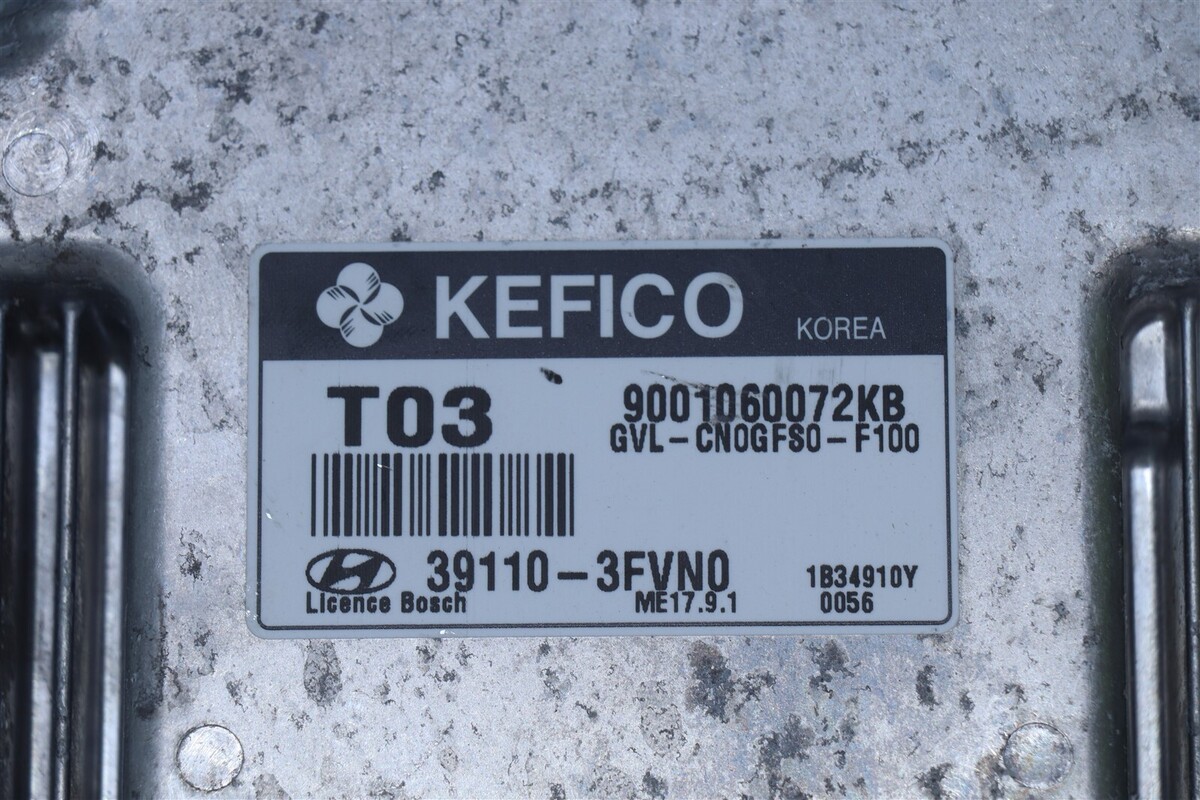 KEFICO KOREA
T03
9001060072KB
GVL-CN0GFS0-F100
39110-3FVN0
1B34910Y
Licence Bosch
ME17.9.1
0056